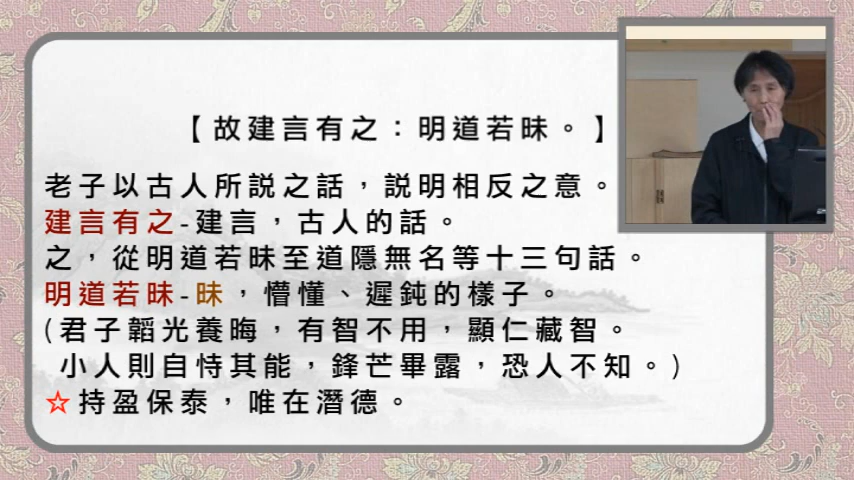 【故建言有之：明道若昧。】
老子以古人所說之話，說明相反之意。
建言有之-建言，古人的話。
之，從明道若昧至道隱無名等十三句話。
明道若昧-昧，懵懂、遲鈍的樣子。
(君子韜光養晦，有智不用，顯仁藏智。
小人則自恃其能，鋒芒畢露，恐人不知。)
☆持盈保泰，唯在潛德。